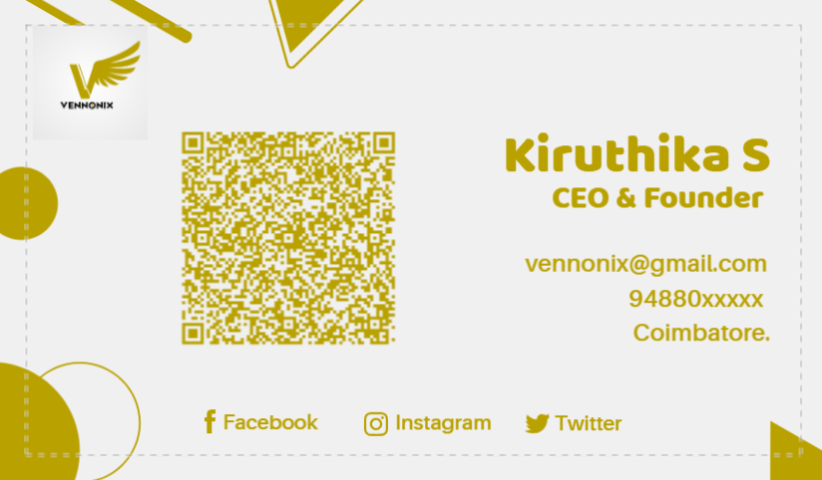 VENNONIX
Kiruthika S
CEO & Founder
vennonix@gmail.com
94880xxxxx
Coimbatore.
Facebook Instagram Twitter